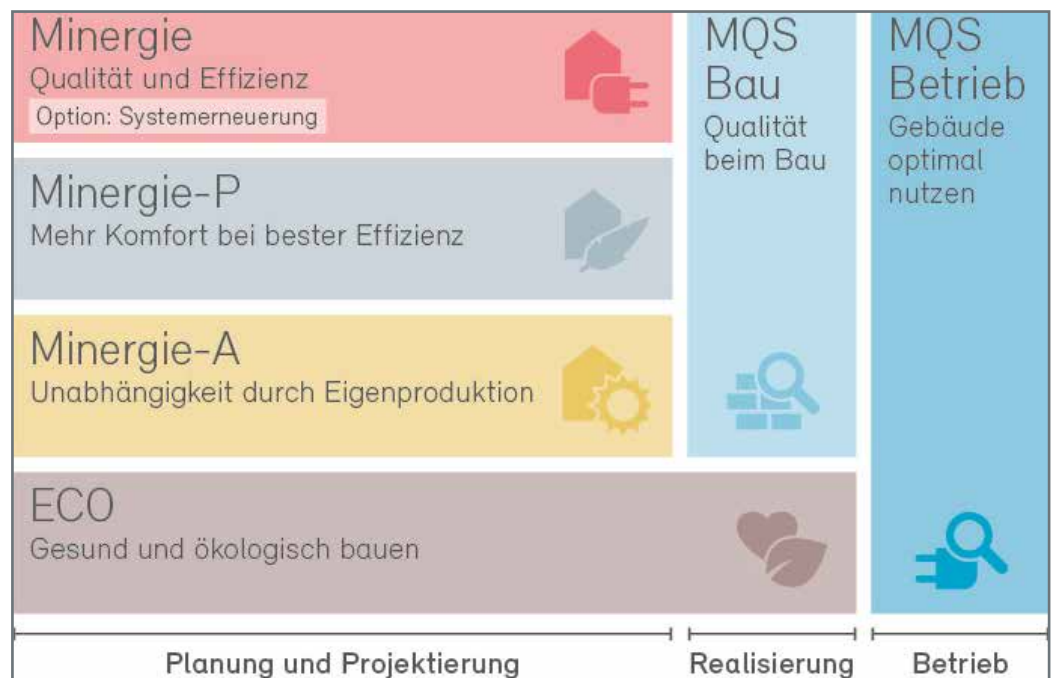 Minergie
Qualität und Effizienz
Option: Systemerneuerung
Minergie-P
Mehr Komfort bei bester Effizienz
Minergie-A
Unabhängigkeit durch Eigenproduktion
ECO
Gesund und ökologisch bauen
MQS
Bau
Qualität
beim Bau
MQS
Betrieb
Gebäude
optimal
nutzen
Planung und Projektierung
Realisierung
Betrieb